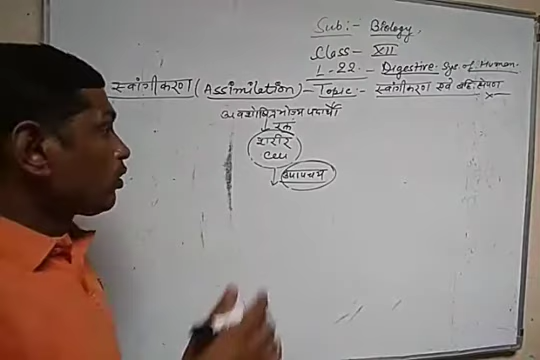 Sub:- Biology,
Class- XII
L-22 :- Digestive Sys. of Human.
स्वांगीकरण (Assimilation) - Topic:- स्वांगीकरण एवं बहिःक्षेपण
अवशोषित भोज्य पदार्थों
↓ रक्त
शरीर
Cell
↓ उपापचय